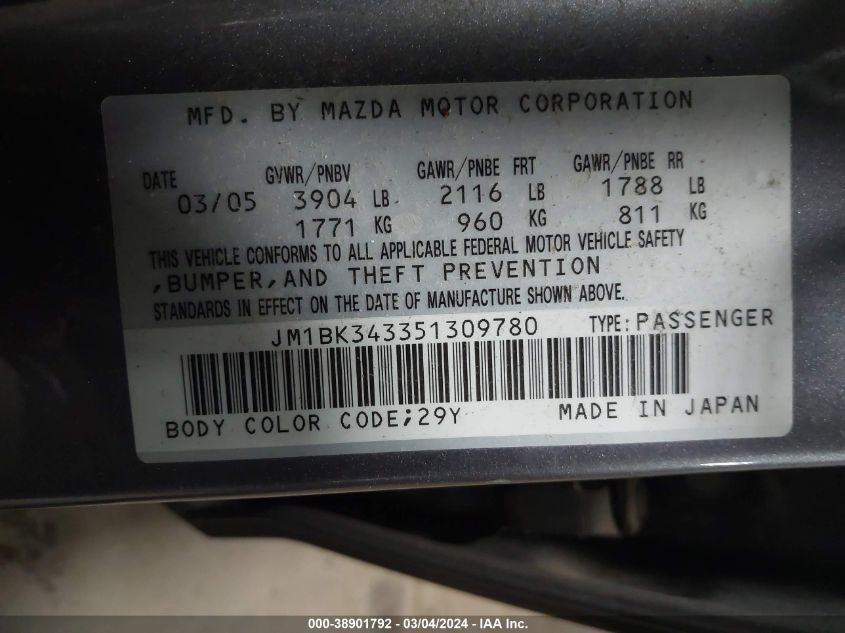 MFD. BY MAZDA MOTOR CORPORATION
DATE GVWR/PNBV GAWR/PNBE FRT GAWR/PNBE RR
03/05 3904 LB 2116 LB 1788 LB
1771 KG 960 KG 811 KG
THIS VEHICLE CONFORMS TO ALL APPLICABLE FEDERAL MOTOR VEHICLE SAFETY
,BUMPER,AND THEFT PREVENTION
STANDARDS IN EFFECT ON THE DATE OF MANUFACTURE SHOWN ABOVE.
JM1BK343351309780 TYPE:PASSENGER
BODY COLOR CODE;29Y MADE IN JAPAN
000-38901792 - 03/04/2024 - IAA Inc.